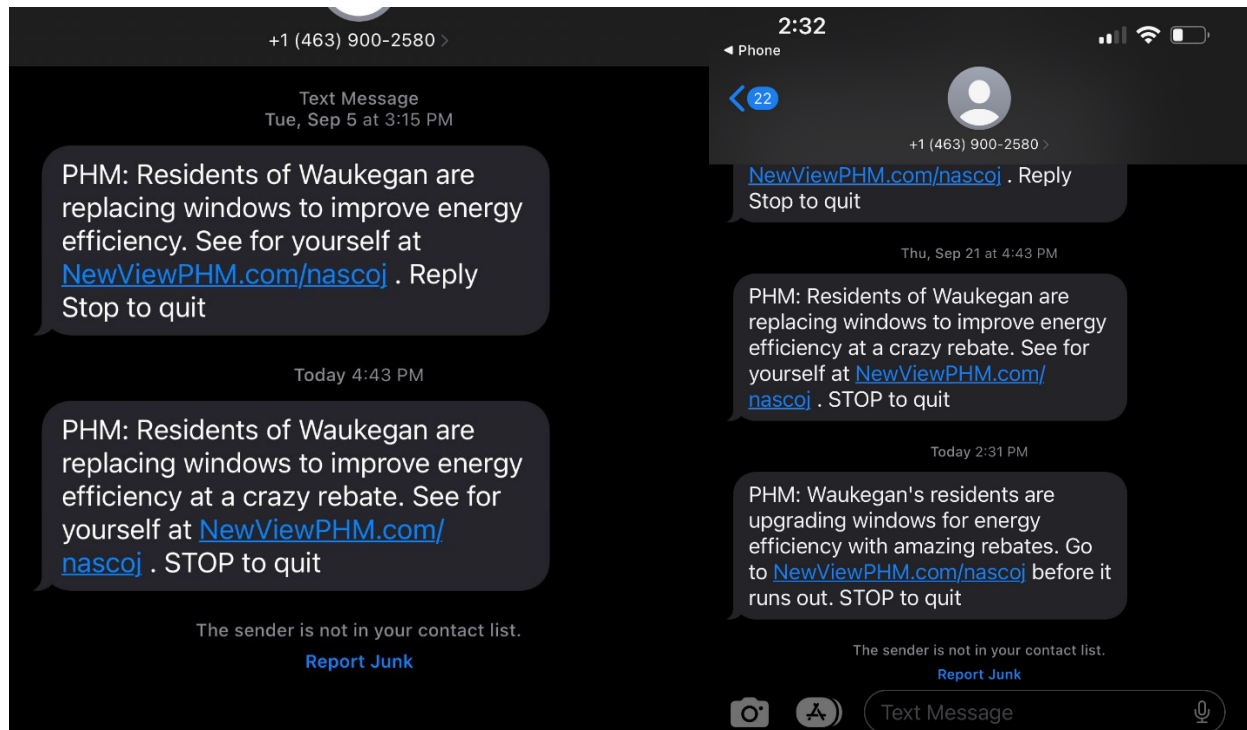 +1 (463) 900-2580 >
Text Message
Tue, Sep 5 at 3:15 PM
PHM: Residents of Waukegan are
replacing windows to improve energy
efficiency. See for yourself at
NewViewPHM.com/nascoj . Reply
Stop to quit
Today 4:43 PM
PHM: Residents of Waukegan are
replacing windows to improve energy
efficiency at a crazy rebate. See for
yourself at NewViewPHM.com/
nascoj . STOP to quit
The sender is not in your contact list.
Report Junk
2:32
◀ Phone
22
+1 (463) 900-2580 >
NewViewPHM.com/nascoj . Reply
Stop to quit
Thu, Sep 21 at 4:43 PM
PHM: Residents of Waukegan are
replacing windows to improve energy
efficiency at a crazy rebate. See for
yourself at NewViewPHM.com/
nascoj . STOP to quit
Today 2:31 PM
PHM: Waukegan's residents are
upgrading windows for energy
efficiency with amazing rebates. Go
to NewViewPHM.com/nascoj before it
runs out. STOP to quit
The sender is not in your contact list.
Report Junk
Text Message